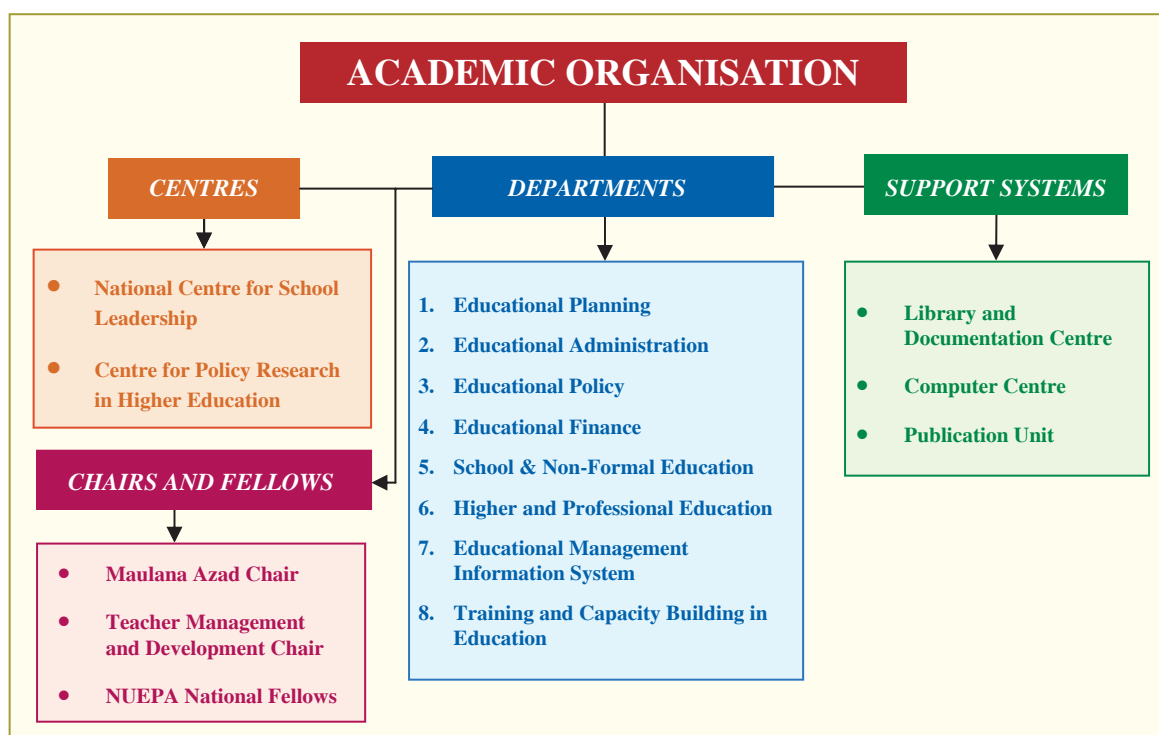 ACADEMIC ORGANISATION
CENTRES
• National Centre for School
Leadership
• Centre for Policy Research
in Higher Education
CHAIRS AND FELLOWS
• Maulana Azad Chair
• Teacher Management
and Development Chair
• NUEPA National Fellows
DEPARTMENTS
1. Educational Planning
2. Educational Administration
3. Educational Policy
4. Educational Finance
5. School & Non-Formal Education
6. Higher and Professional Education
7. Educational Management
Information System
8. Training and Capacity Building in
Education
SUPPORT SYSTEMS
• Library and
Documentation Centre
• Computer Centre
• Publication Unit